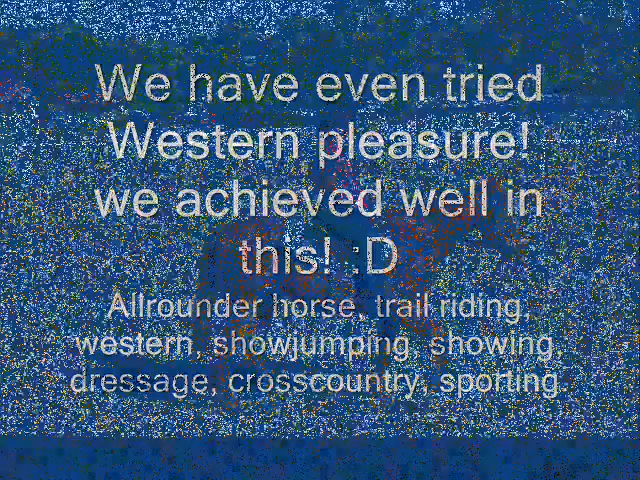 We have even tried
Western pleasure!
we achieved well in
this! :D
Allrounder horse, trail riding,
western, showjumping, showing,
dressage, crosscountry, sporting